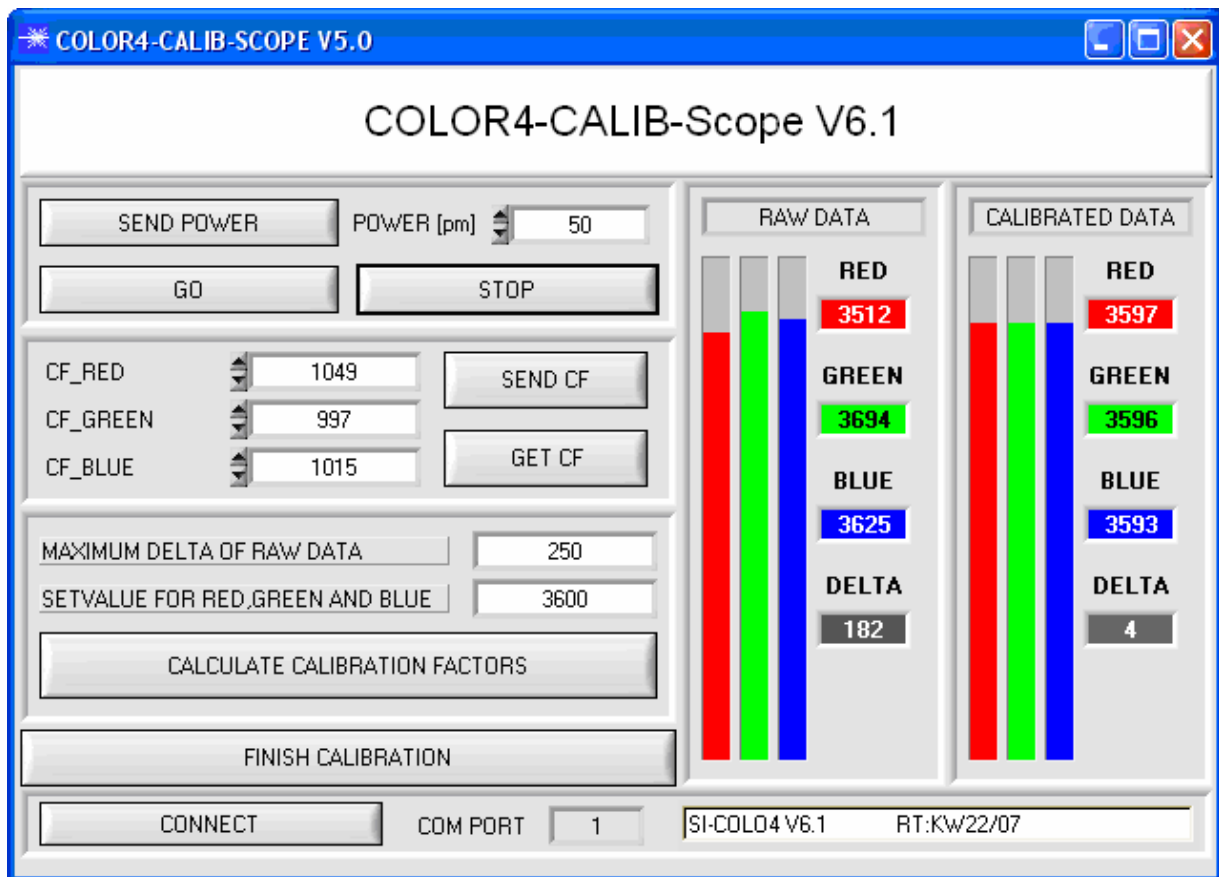 COLOR4-CALIB-SCOPE V5.0
COLOR4-CALIB-Scope V6.1
SEND POWER POWER [pm] 50
GO STOP
CF_RED 1049 SEND CF
CF_GREEN 997
CF_BLUE 1015 GET CF
MAXIMUM DELTA OF RAW DATA 250
SETVALUE FOR RED,GREEN AND BLUE 3600
CALCULATE CALIBRATION FACTORS
FINISH CALIBRATION
RAW DATA
RED
3512
GREEN
3694
BLUE
3625
DELTA
182
CALIBRATED DATA
RED
3597
GREEN
3596
BLUE
3593
DELTA
4
CONNECT COM PORT 1 SI-COLO4 V6.1 RT:KW22/07